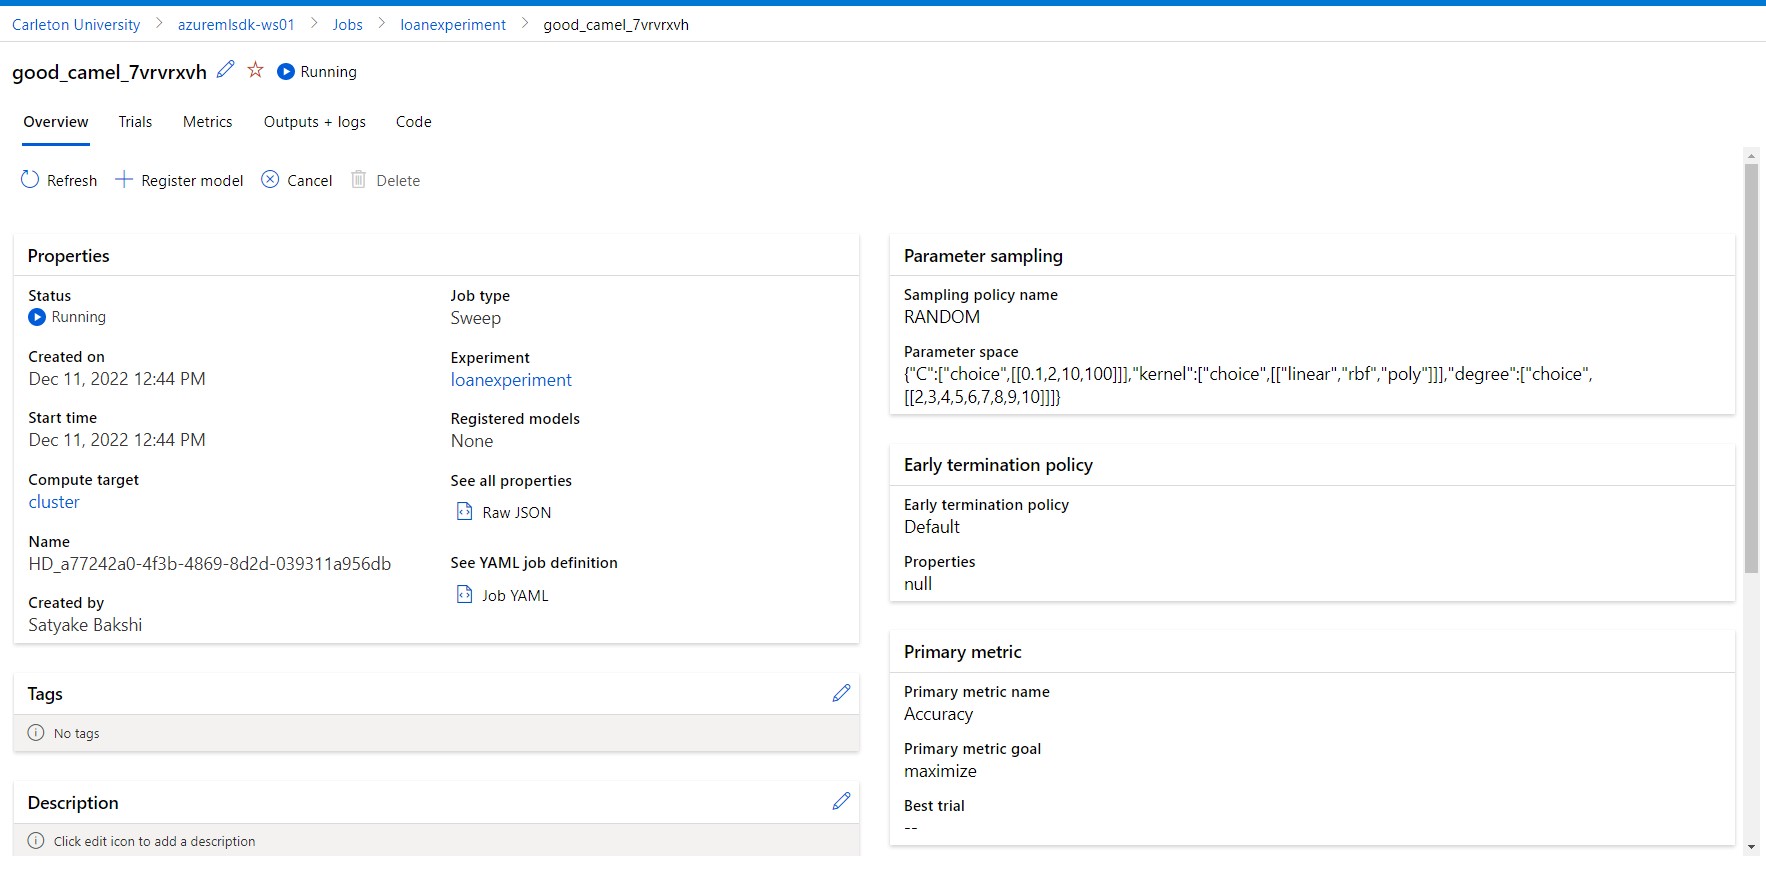 Carleton University > azuremlsdk-ws01 > Jobs > loanexperiment > good_camel_7vrvrxvh
good_camel_7vrvrxvh Running
Overview Trials Metrics Outputs + logs Code
Refresh Register model Cancel Delete
Properties
Status
Running
Created on
Dec 11, 2022 12:44 PM
Start time
Dec 11, 2022 12:44 PM
Compute target
cluster
Name
HD_a77242a0-4f3b-4869-8d2d-039311a956db
Created by
Satyake Bakshi
Job type
Sweep
Experiment
loanexperiment
Registered models
None
See all properties
Raw JSON
See YAML job definition
Job YAML
Tags
No tags
Description
Click edit icon to add a description
Parameter sampling
Sampling policy name
RANDOM
Parameter space
{"C":["choice",[[0.1,2,10,100]]],"kernel":["choice",[["linear","rbf","poly"]]],"degree":["choice",
[[2,3,4,5,6,7,8,9,10]]]}
Early termination policy
Early termination policy
Default
Properties
null
Primary metric
Primary metric name
Accuracy
Primary metric goal
maximize
Best trial
--